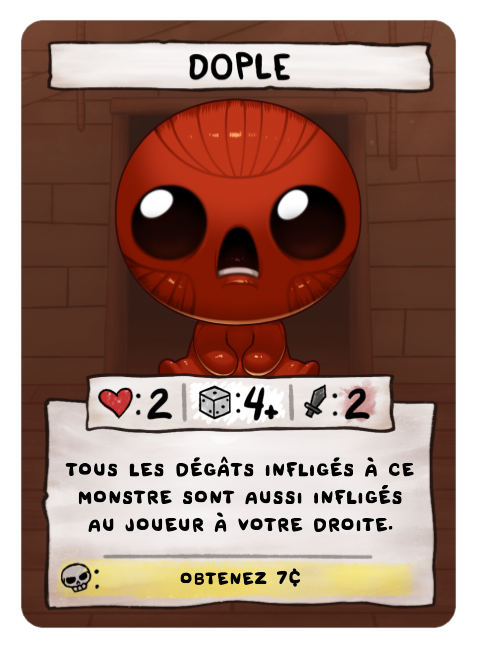 DOPLE
:2 :4+ :2
TOUS LES DÉGÂTS INFLIGÉS À CE
MONSTRE SONT AUSSI INFLIGÉS
AU JOUEUR À VOTRE DROITE.
: OBTENEZ 7¢